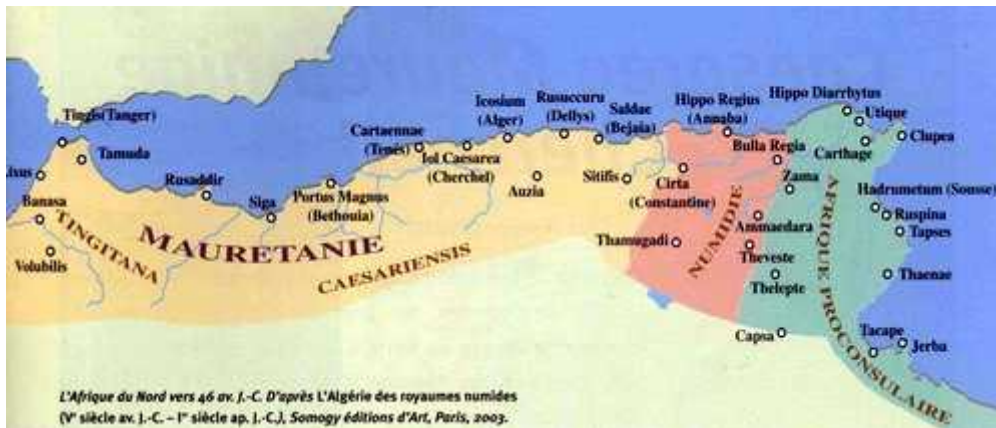 Hippo Diarrhytus
Utique
Clupea
Carthage
Hippo Regius
(Annaba)
Bulla Regia
Zama
Saldae
(Bejaia)
Rusuccuru
(Dellys)
Icosium
(Alger)
Cartaennae
(Tenés)
Iol Caesarea
(Cherchel)
Tingis(Tanger)
Tamuda
Lixus
Banasa
Volubilis
Rusaddir
Siga
Portus Magnus
(Bethouia)
Auzia
Sitifis
Cirta
(Constantine)
Hadrumetum (Sousse)
Ruspina
Tapses
Thamugadi
Ammaedara
Theveste
Thelepte
Thaenae
Capsa
Tacape
Jerba
TINGITANA
MAURETANIE
CAESARIENSIS
NUMIDIE
AFRIQUE PROCONSULAIRE
L'Afrique du Nord vers 46 av. J.-C. D'après L'Algérie des royaumes numides
(Vᵉ siècle av. J.-C. – Iᵉʳ siècle ap. J.-C.), Somogy éditions d'Art, Paris, 2003.